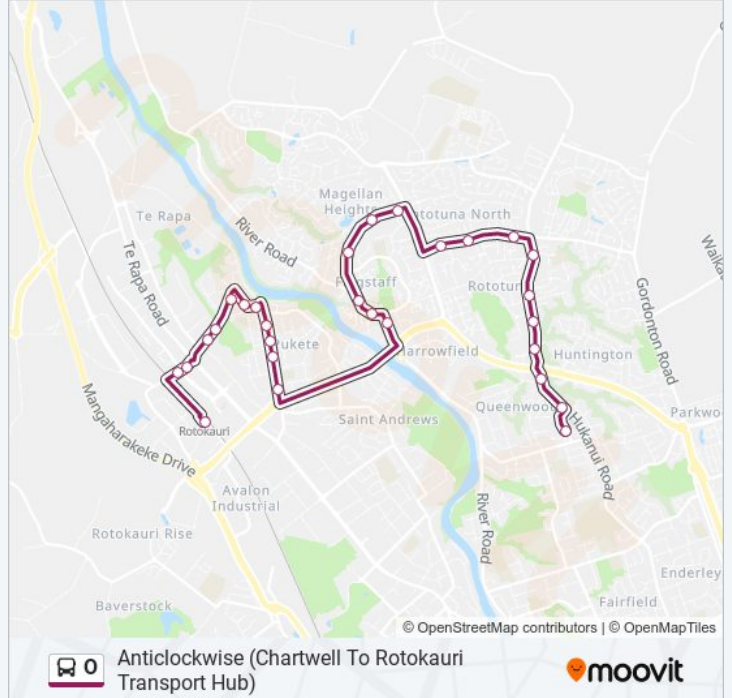 Magellan
Heights
Rototuna North
Te Rapa
River Road
Te Rapa Road
Flagstaff
Rototuna
Gordonton Road
Pukete
Harrowfield
Huntington
Mangaharakeke Drive
Queenwood
Parkwo
Hukanui Road
Saint Andrews
Rotokauri
Avalon
Industrial
River Road
Rotokauri Rise
Enderley
Baverstock
Fairfield
© OpenStreetMap contributors | © OpenMapTiles
0 Anticlockwise (Chartwell To Rotokauri
Transport Hub)
moovit